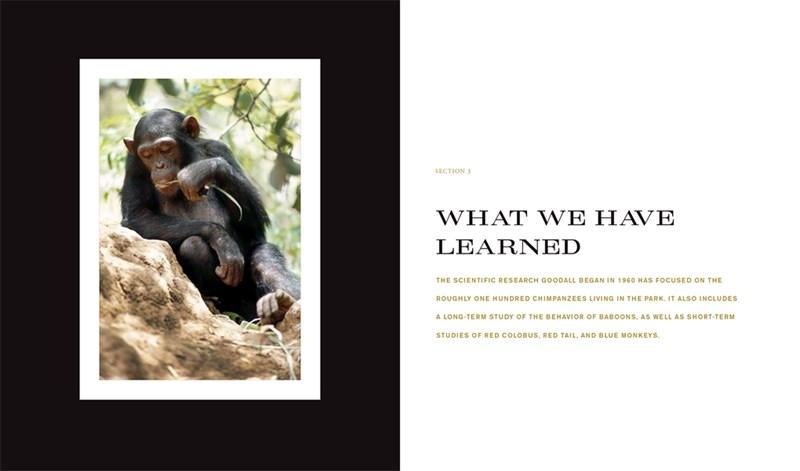 SECTION 3
WHAT WE HAVE
LEARNED
THE SCIENTIFIC RESEARCH GOODALL BEGAN IN 1960 HAS FOCUSED ON THE
ROUGHLY ONE HUNDRED CHIMPANZEES LIVING IN THE PARK. IT ALSO INCLUDES
A LONG-TERM STUDY OF THE BEHAVIOR OF BABOONS, AS WELL AS SHORT-TERM
STUDIES OF RED COLOBUS, RED TAIL, AND BLUE MONKEYS.